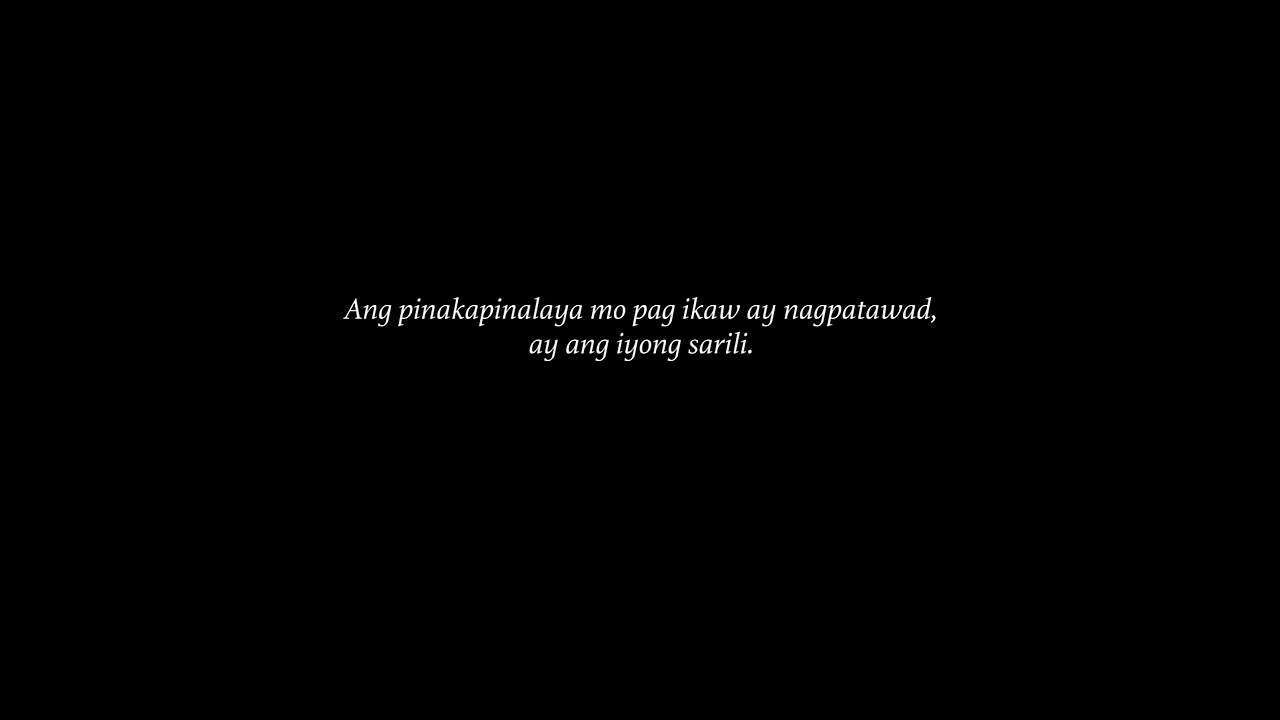 Ang pinakapinalaya mo pag ikaw ay nagpatawad,
ay ang iyong sarili.